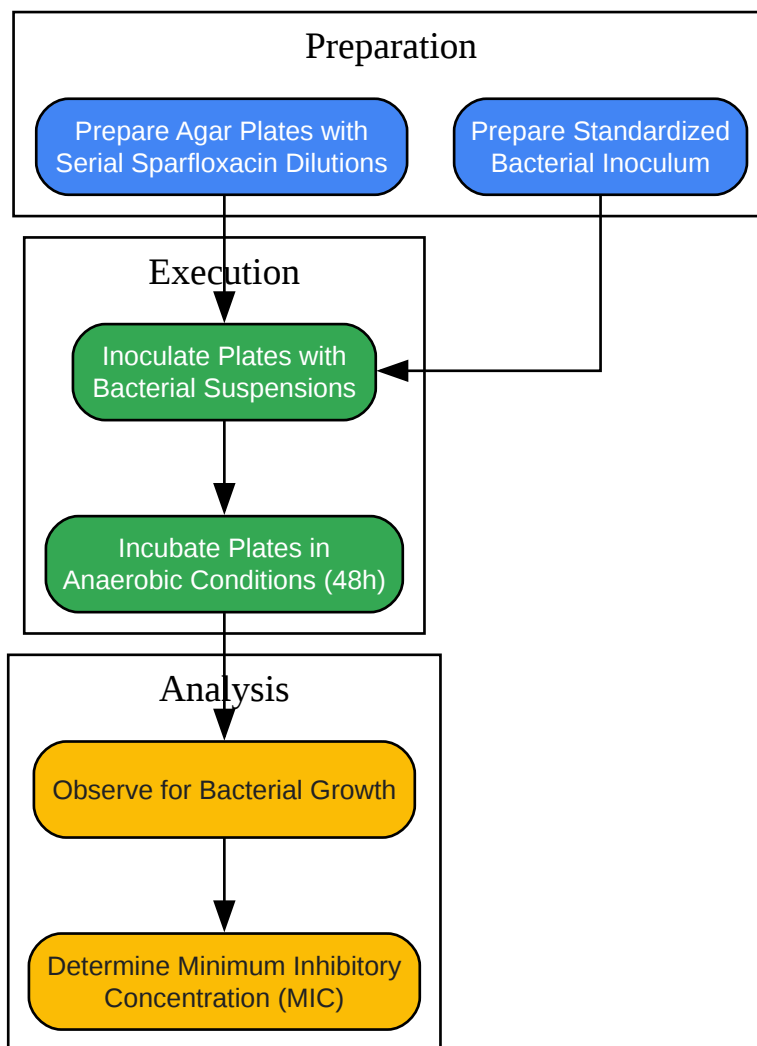 Preparation
Prepare Agar Plates with
Serial Sparfloxacin Dilutions
Prepare Standardized
Bacterial Inoculum
Execution
Inoculate Plates with
Bacterial Suspensions
Incubate Plates in
Anaerobic Conditions (48h)
Analysis
Observe for Bacterial Growth
Determine Minimum Inhibitory
Concentration (MIC)